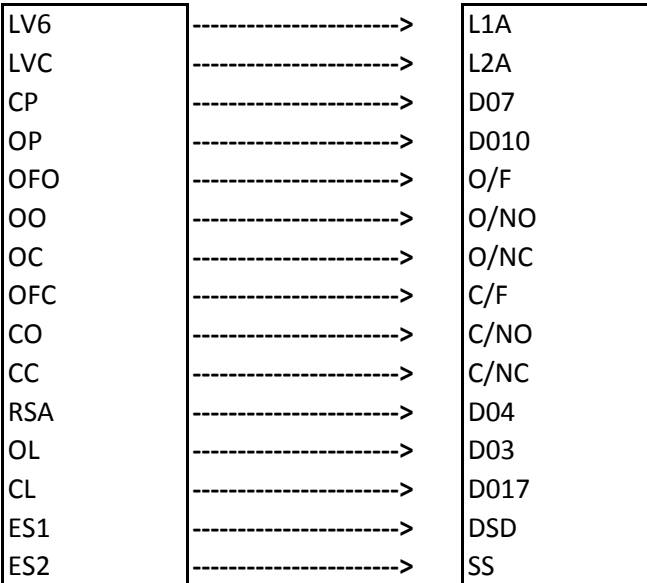 LV6 -----------------------> L1A
LVC -----------------------> L2A
CP -----------------------> D07
OP -----------------------> D010
OFO -----------------------> O/F
OO -----------------------> O/NO
OC -----------------------> O/NC
OFC -----------------------> C/F
CO -----------------------> C/NO
CC -----------------------> C/NC
RSA -----------------------> D04
OL -----------------------> D03
CL -----------------------> D017
ES1 -----------------------> DSD
ES2 -----------------------> SS